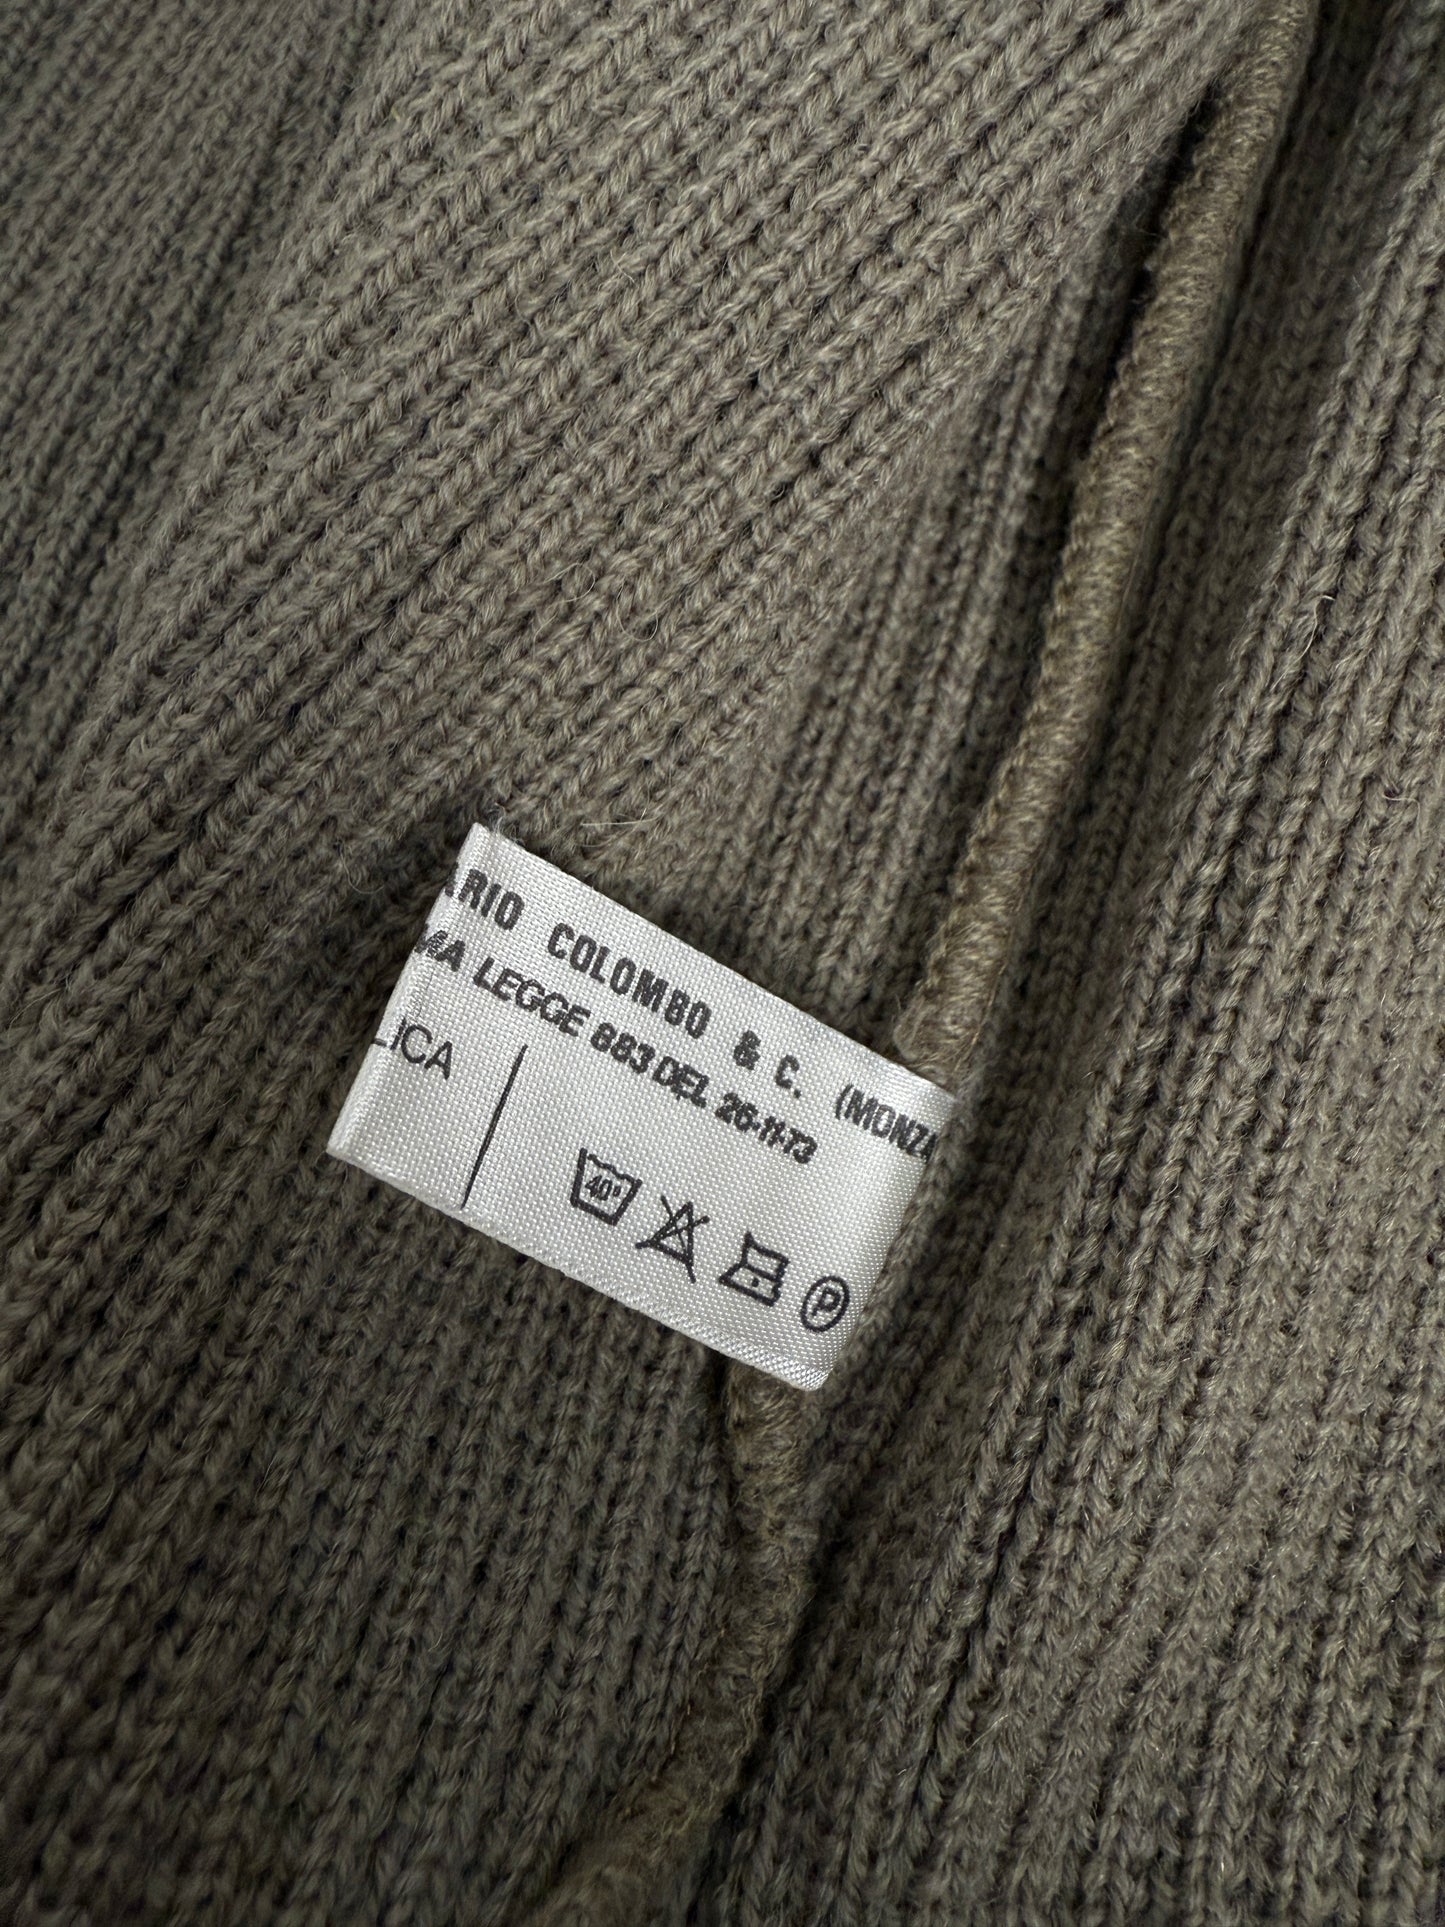 ARIO COLOMBO & C. (MONZA
MA LEGGE 883 DEL 26-11-73
LICA
40°
P